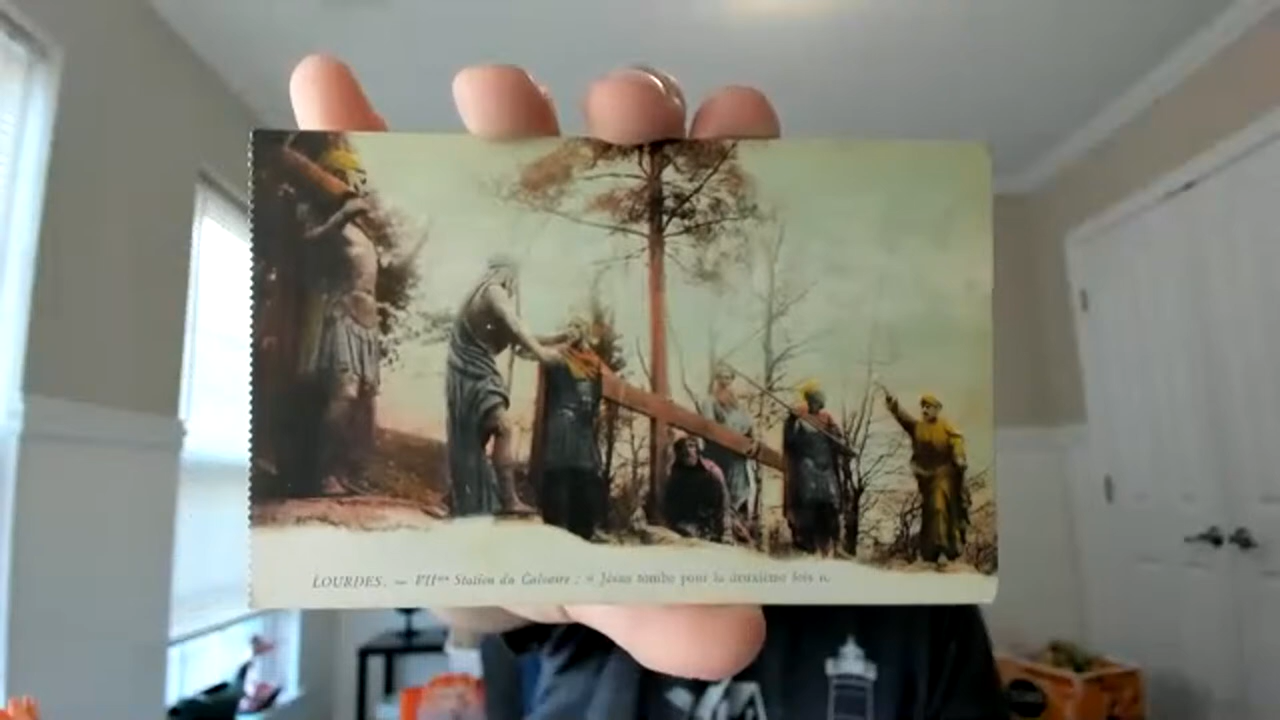 LOURDES. — VIIme Station du Calvaire : « Jésus tombe pour la deuxième fois ».